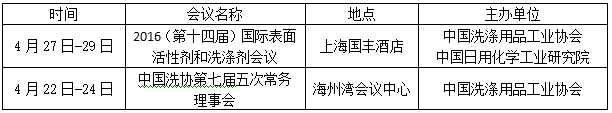 时间 会议名称 地点 主办单位
4月27日-29日 2016（第十四届）国际表面活性剂和洗涤剂会议 上海国丰酒店 中国洗涤用品工业协会
中国日用化学工业研究院
4月22日-24日 中国洗协第七届五次常务理事会 海州湾会议中心 中国洗涤用品工业协会